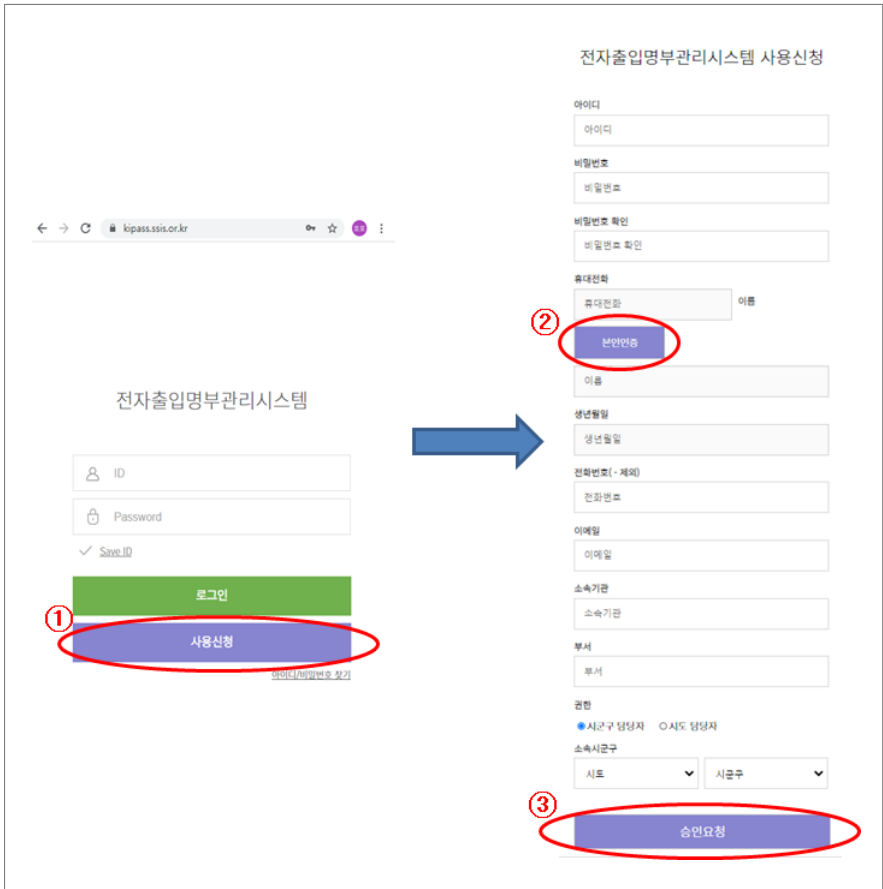 kipass.ssis.or.kr
전자출입명부관리시스템
ID
Password
Save ID
로그인
①
사용신청
아이디/비밀번호 찾기
전자출입명부관리시스템 사용신청
아이디
아이디
비밀번호
비밀번호
비밀번호 확인
비밀번호 확인
휴대전화
휴대전화 이름
②
본인인증
이름
생년월일
생년월일
전화번호( - 제외)
전화번호
이메일
이메일
소속기관
소속기관
부서
부서
권한
시군구 담당자 시도 담당자
소속시군구
시도 시군구
③
승인요청